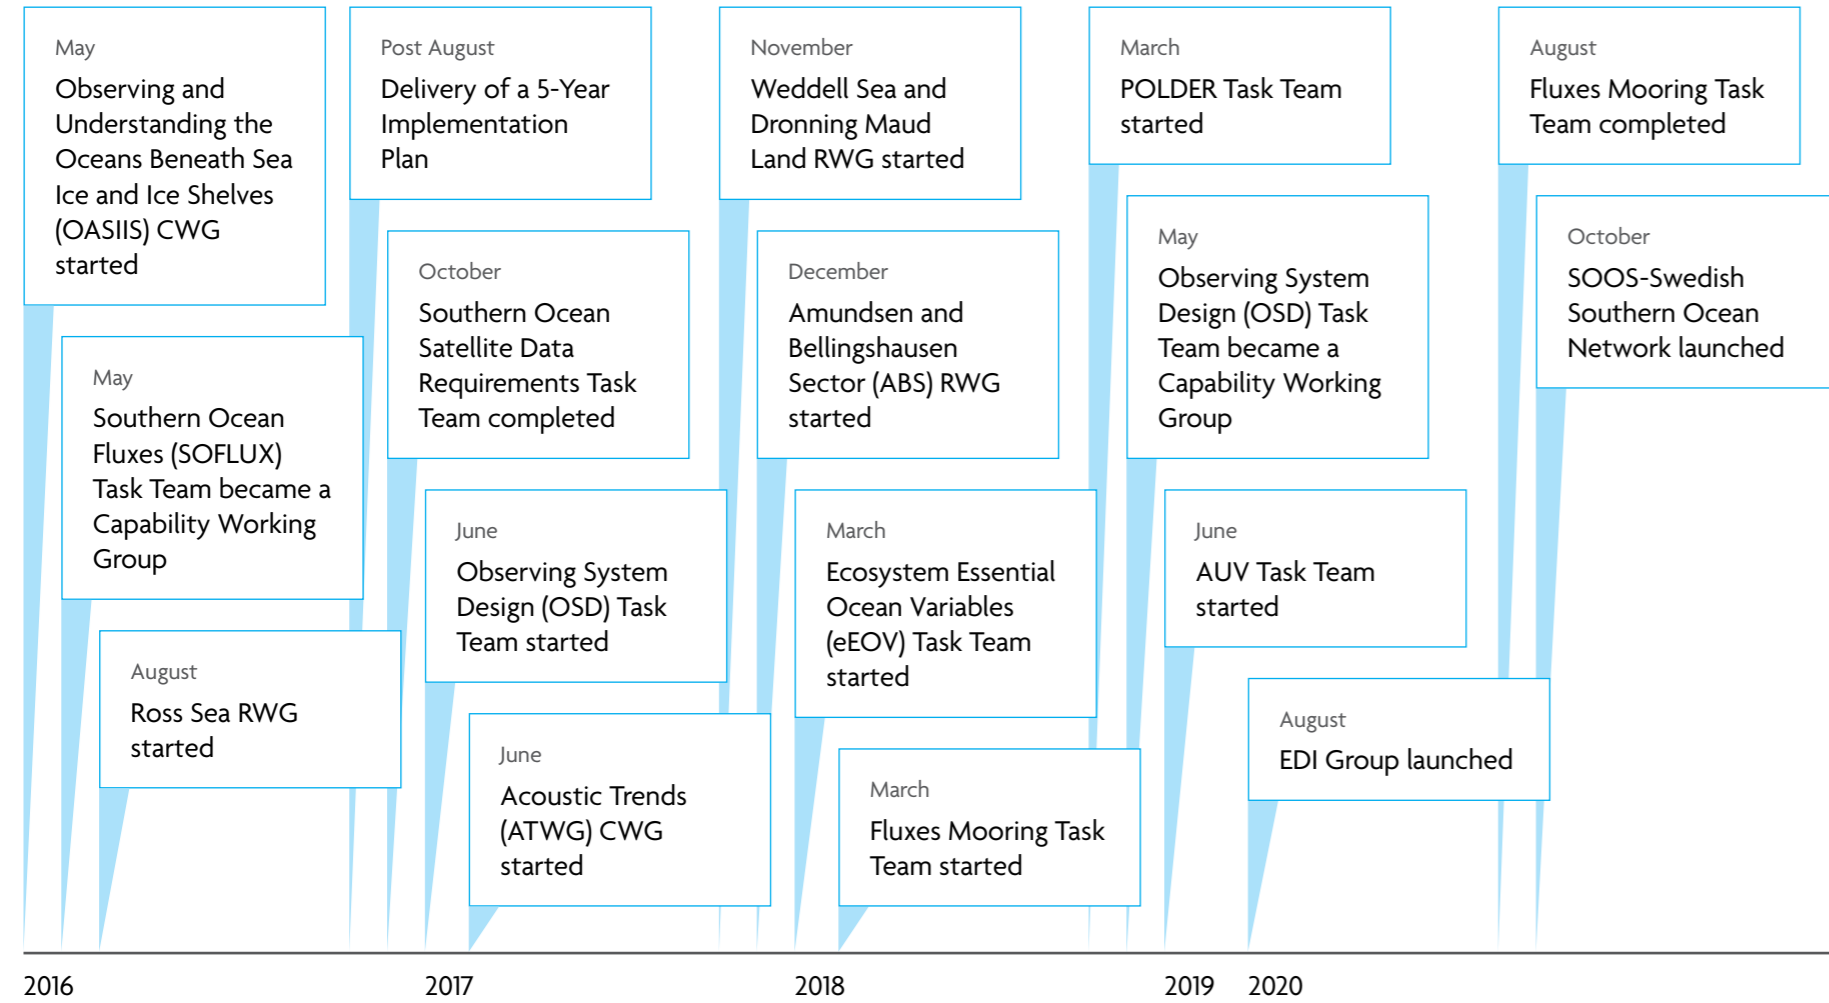 May
Observing and
Understanding the
Oceans Beneath Sea
Ice and Ice Shelves
(OASIIS) CWG
started
May
Southern Ocean
Fluxes (SOFLUX)
Task Team became a
Capability Working
Group
August
Ross Sea RWG
started
Post August
Delivery of a 5-Year
Implementation
Plan
October
Southern Ocean
Satellite Data
Requirements Task
Team completed
June
Observing System
Design (OSD) Task
Team started
June
Acoustic Trends
(ATWG) CWG
started
November
Weddell Sea and
Dronning Maud
Land RWG started
December
Amundsen and
Bellingshausen
Sector (ABS) RWG
started
March
Ecosystem Essential
Ocean Variables
(eEOV) Task Team
started
March
Fluxes Mooring Task
Team started
March
POLDER Task Team
started
May
Observing System
Design (OSD) Task
Team became a
Capability Working
Group
June
AUV Task Team
started
August
EDI Group launched
August
Fluxes Mooring Task
Team completed
October
SOOS-Swedish
Southern Ocean
Network launched
2016
2017
2018
2019
2020